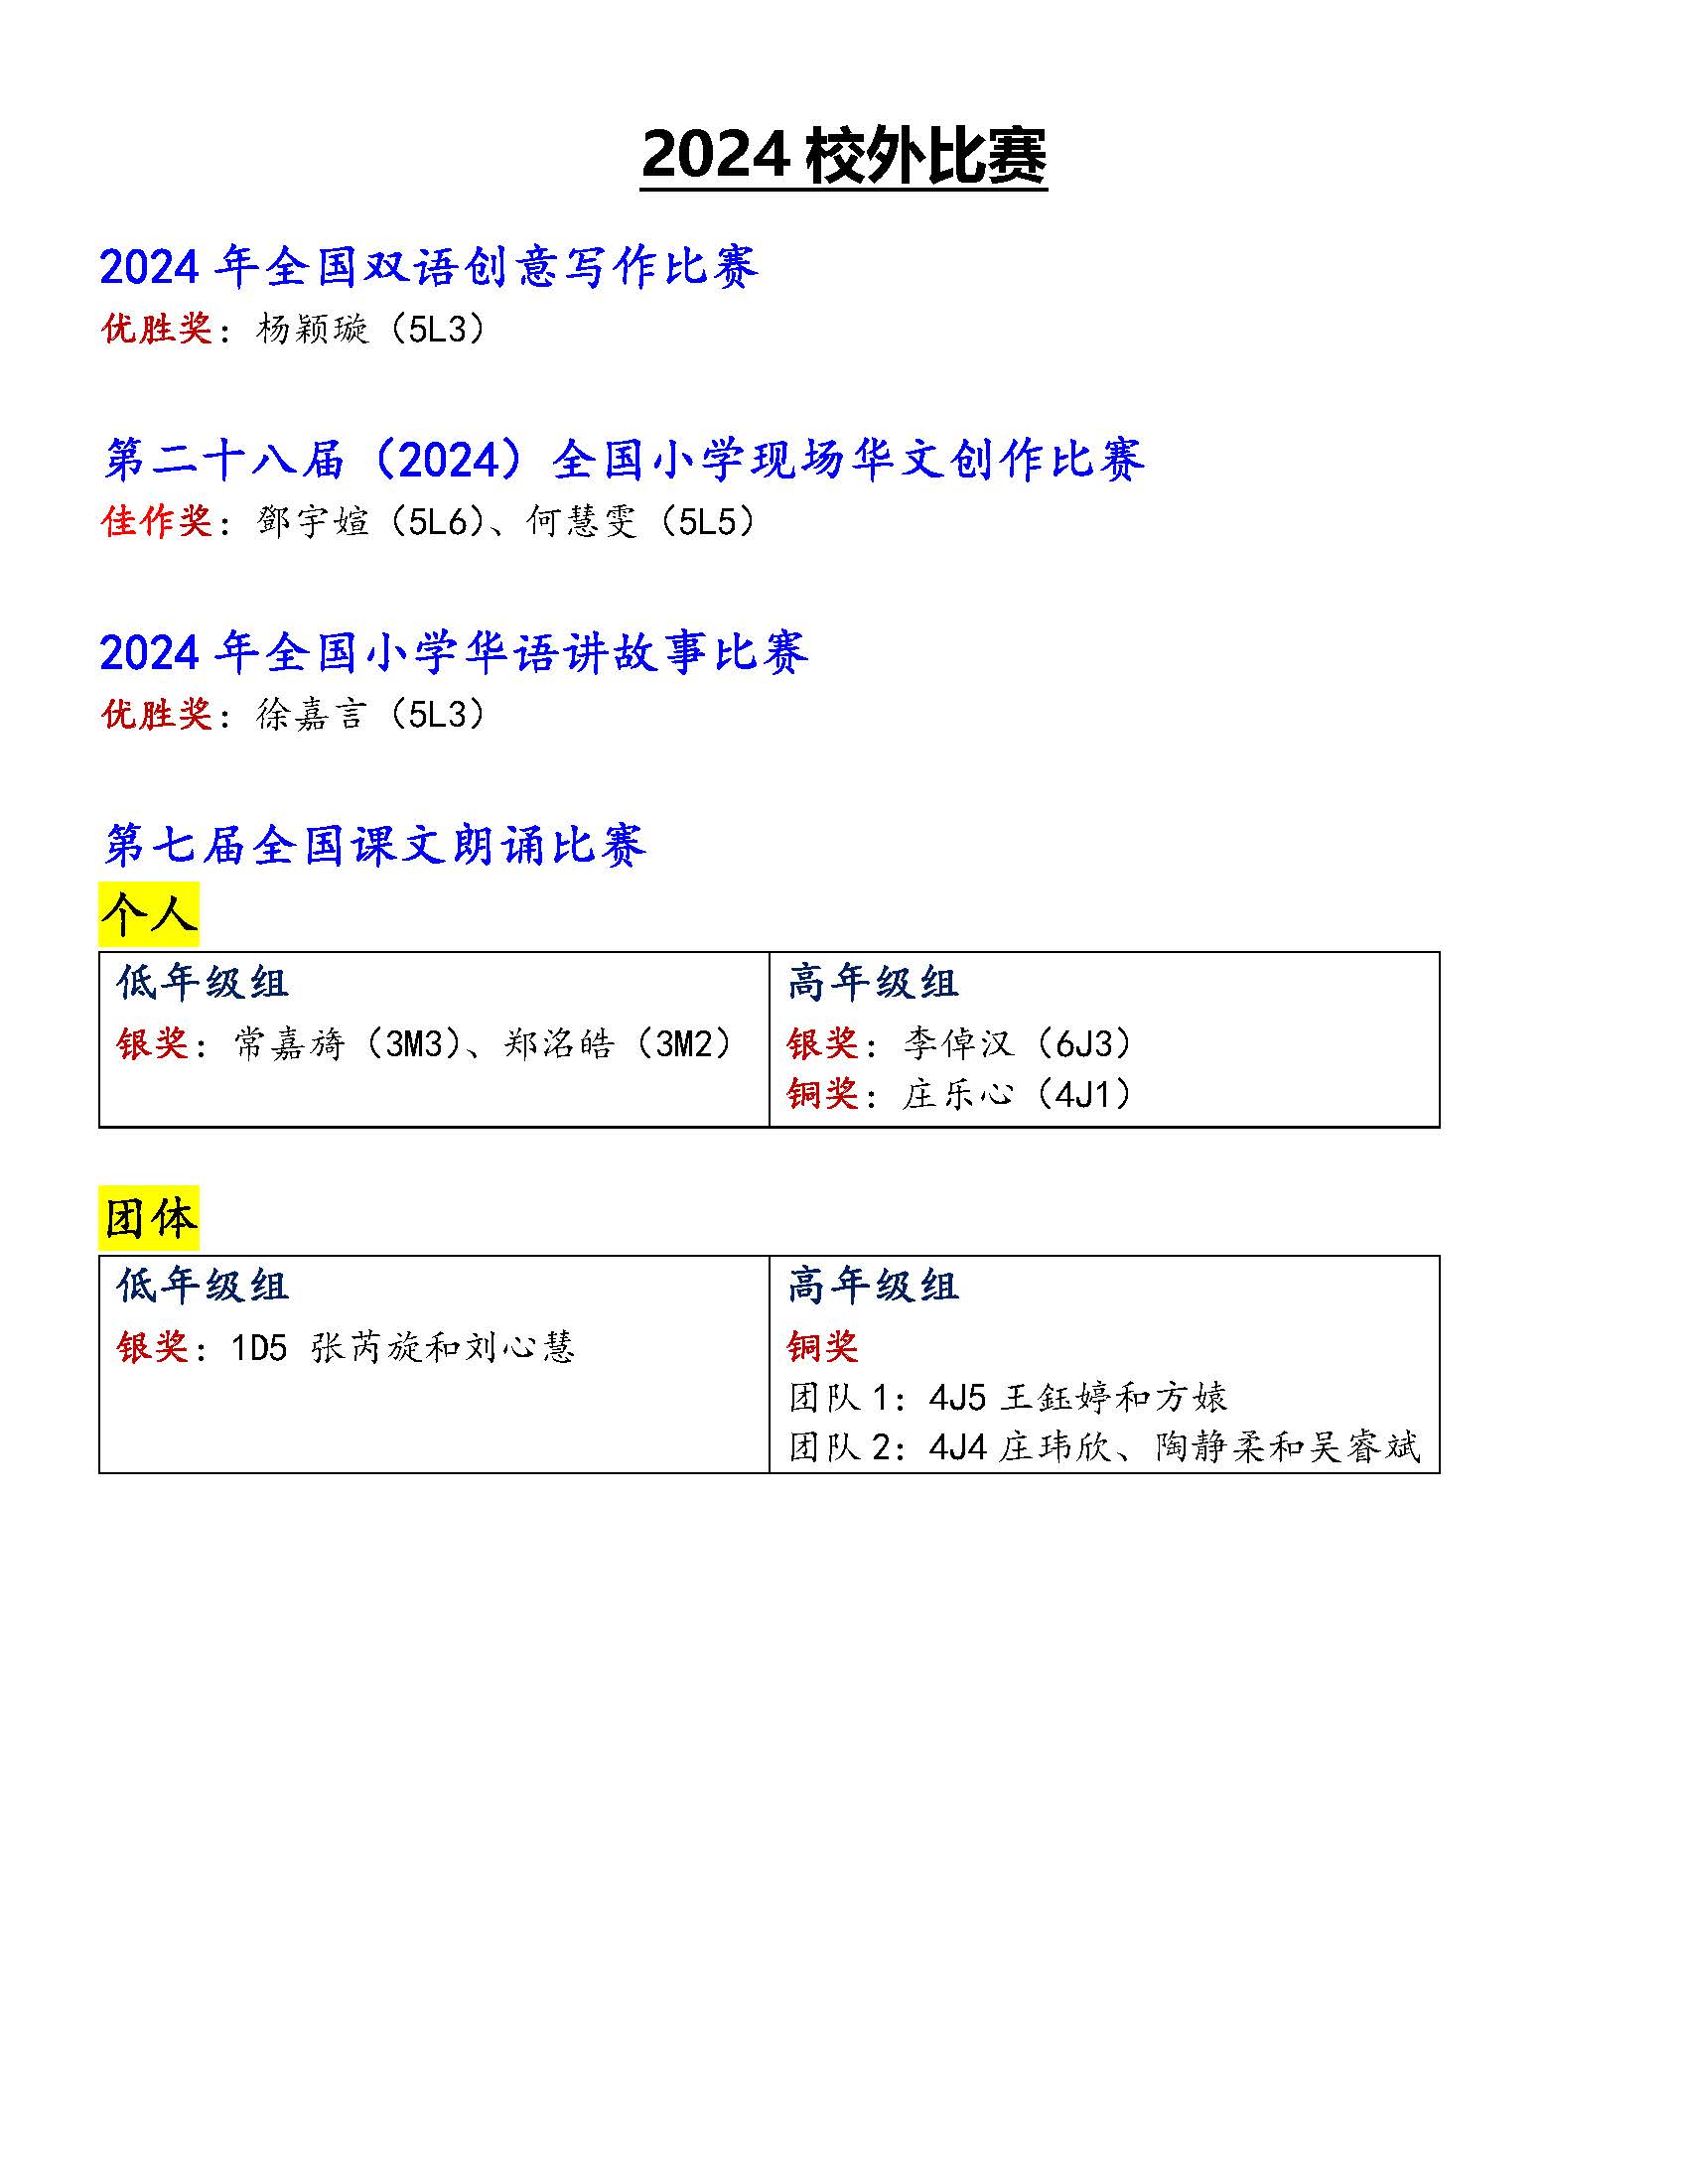 2024 校外比赛
2024 年全国双语创意写作比赛
优胜奖：杨颖璇（5L3）
第二十八届（2024）全国小学现场华文创作比赛
佳作奖：鄧宇媗（5L6）、何慧雯（5L5）
2024 年全国小学华语讲故事比赛
优胜奖：徐嘉言（5L3）
第七届全国课文朗诵比赛
个人
低年级组
银奖：常嘉旖（3M3）、郑洺皓（3M2）
高年级组
银奖：李倬汉（6J3）
铜奖：庄乐心（4J1）
团体
低年级组
银奖：1D5 张芮旋和刘心慧
高年级组
铜奖
团队 1：4J5 王鈺婷和方媴
团队 2：4J4 庄玮欣、陶静柔和吴睿斌